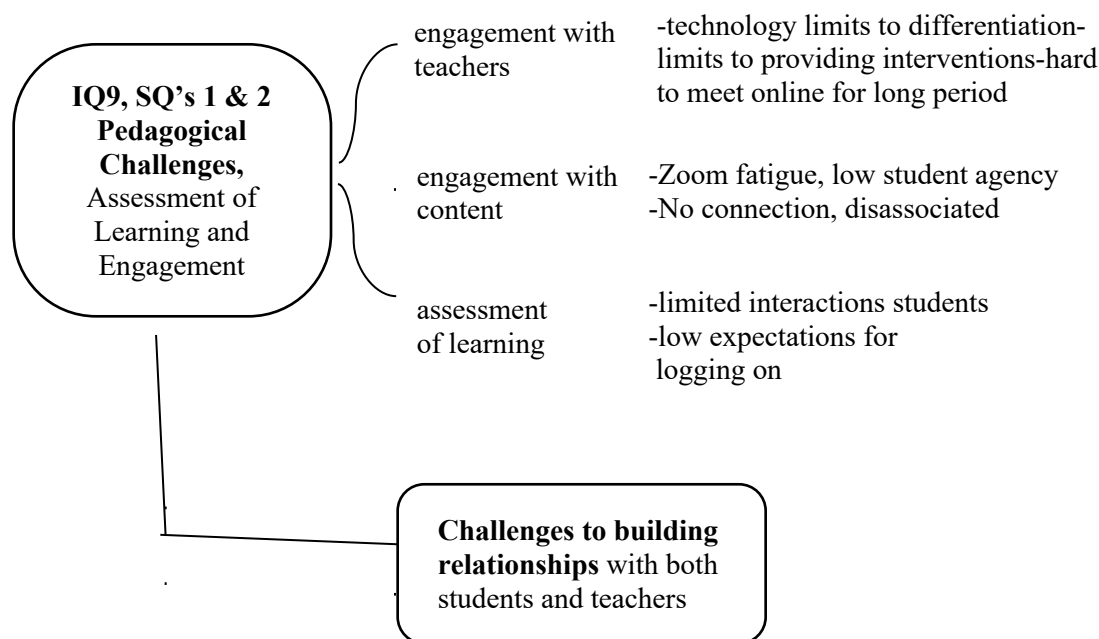 IQ9, SQ's 1 & 2
Pedagogical
Challenges,
Assessment of
Learning and
Engagement
engagement with
teachers
-technology limits to differentiation-
limits to providing interventions-hard
to meet online for long period
engagement with
content
-Zoom fatigue, low student agency
-No connection, disassociated
assessment
of learning
-limited interactions students
-low expectations for
logging on
Challenges to building
relationships with both
students and teachers